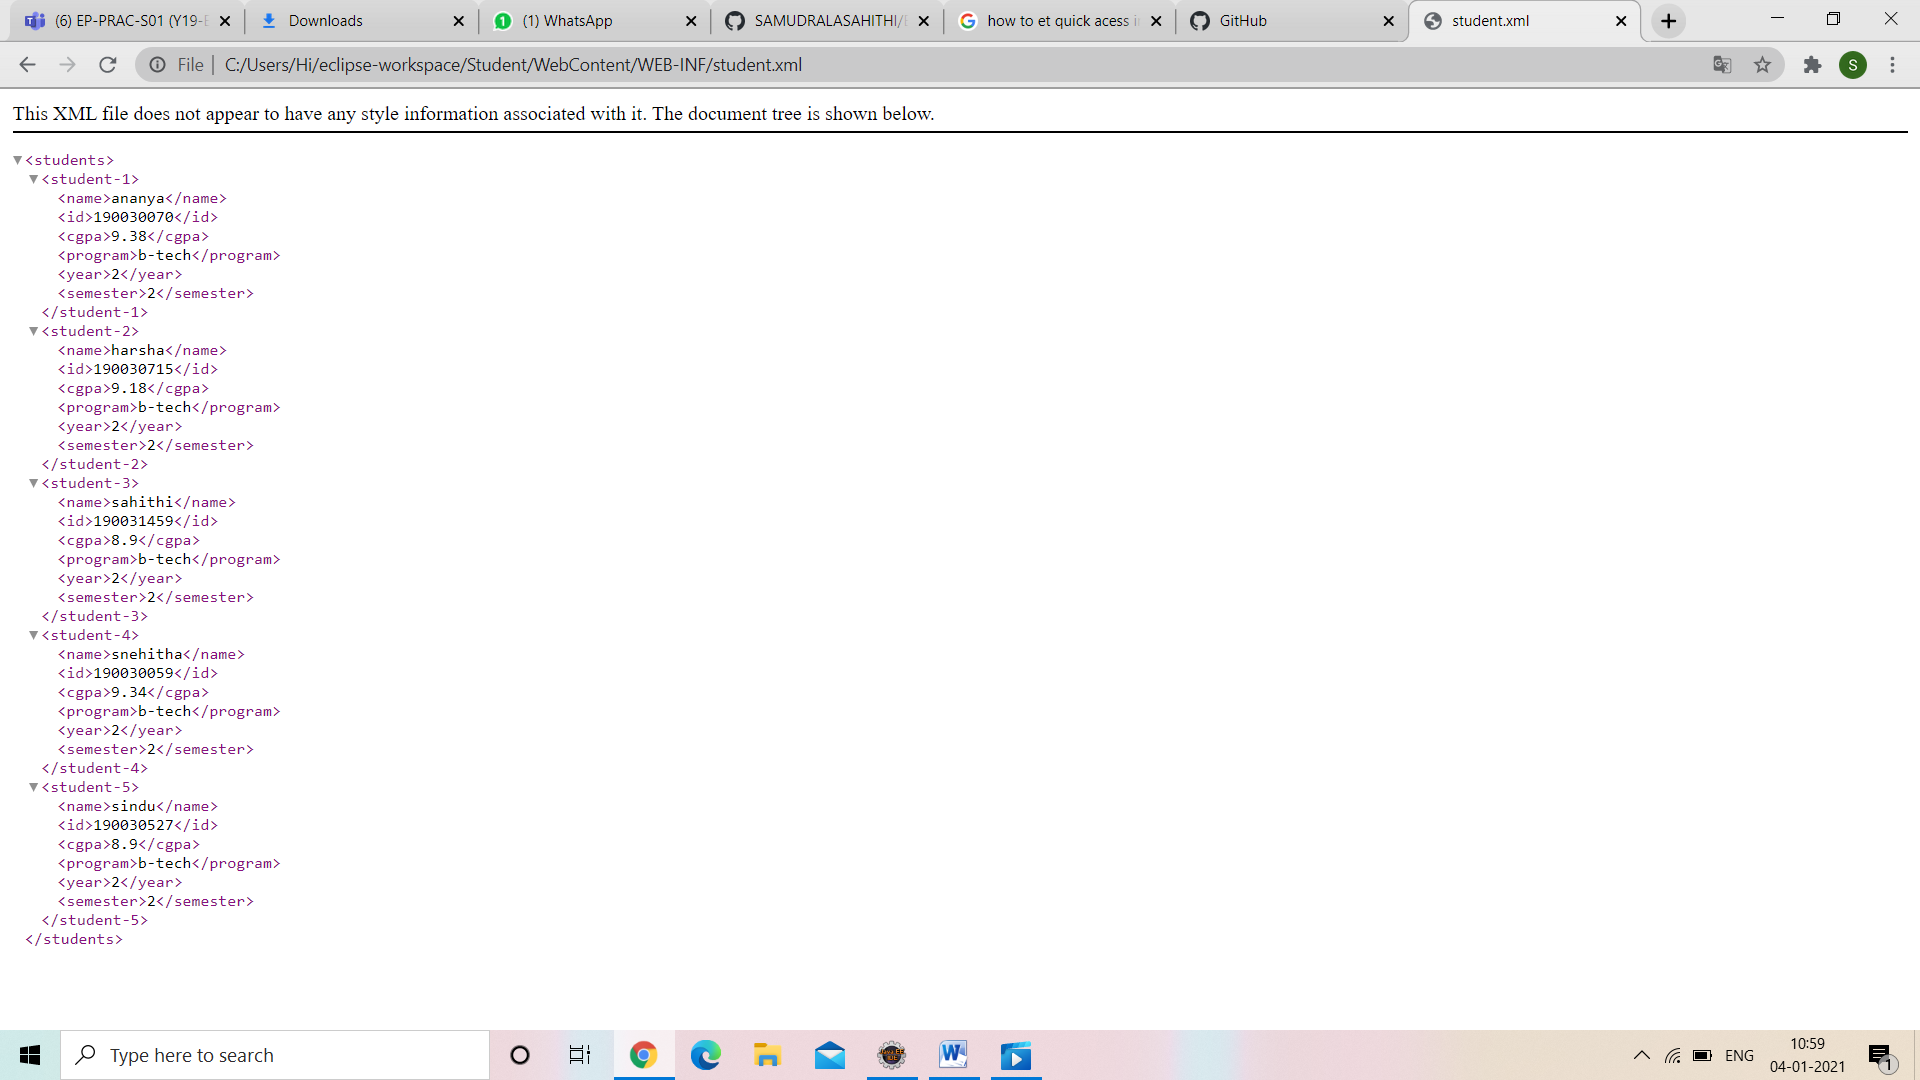 (6) EP-PRAC-S01 (Y19-E
Downloads
(1) WhatsApp
SAMUDRALASAHITHI/
how to et quick acess i
GitHub
student.xml
File | C:/Users/Hi/eclipse-workspace/Student/WebContent/WEB-INF/student.xml
S
This XML file does not appear to have any style information associated with it. The document tree is shown below.
<students>
<student-1>
<name>ananya</name>
<id>190030070</id>
<cgpa>9.38</cgpa>
<program>b-tech</program>
<year>2</year>
<semester>2</semester>
</student-1>
<student-2>
<name>harsha</name>
<id>190030715</id>
<cgpa>9.18</cgpa>
<program>b-tech</program>
<year>2</year>
<semester>2</semester>
</student-2>
<student-3>
<name>sahithi</name>
<id>190031459</id>
<cgpa>8.9</cgpa>
<program>b-tech</program>
<year>2</year>
<semester>2</semester>
</student-3>
<student-4>
<name>snehitha</name>
<id>190030059</id>
<cgpa>9.34</cgpa>
<program>b-tech</program>
<year>2</year>
<semester>2</semester>
</student-4>
<student-5>
<name>sindu</name>
<id>190030527</id>
<cgpa>8.9</cgpa>
<program>b-tech</program>
<year>2</year>
<semester>2</semester>
</student-5>
</students>
Type here to search
ENG
10:59
04-01-2021
1